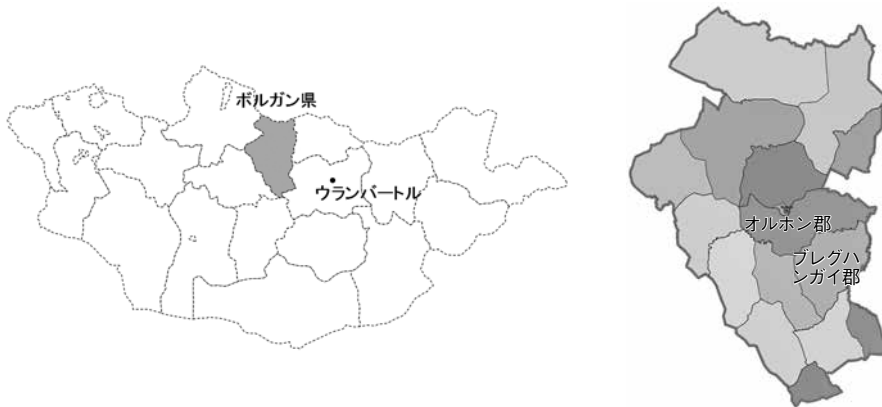 ボルガン県
ウランバートル
オルホン郡
ブレグハ
ンガイ郡